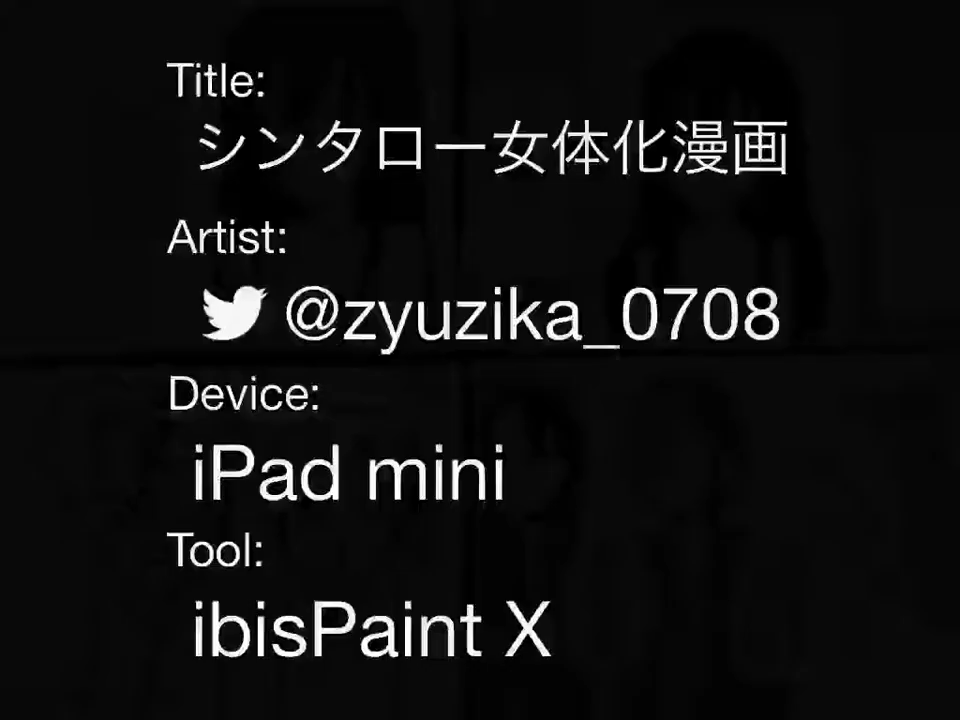 Title:
シンタロー女体化漫画
Artist:
@zyuzika_0708
Device:
iPad mini
Tool:
ibisPaint X